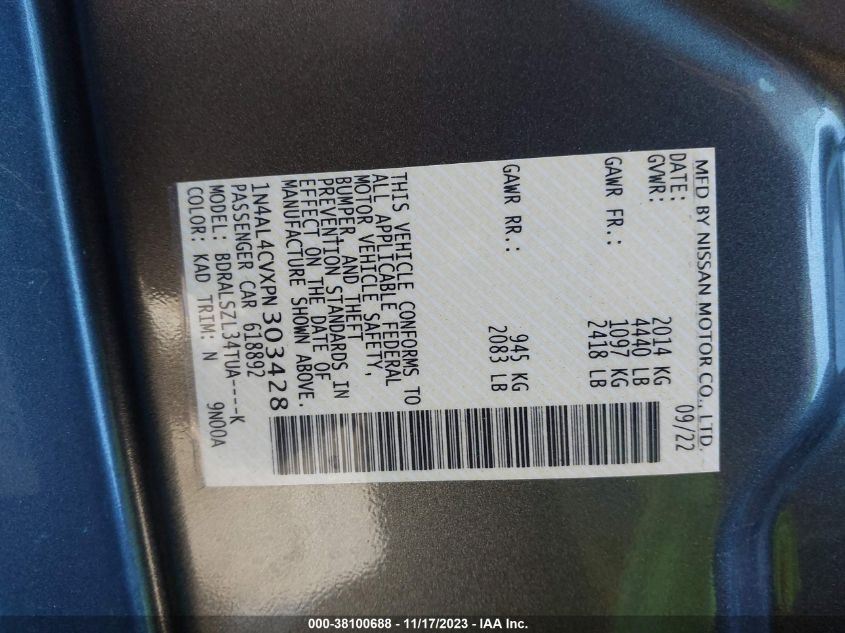 MFD BY NISSAN MOTOR CO., LTD.
DATE: 09/22
GVWR: 2014 KG
4440 LB
GAWR FR.: 1097 KG
2418 LB
GAWR RR.: 945 KG
2083 LB
THIS VEHICLE CONFORMS TO
ALL APPLICABLE FEDERAL
MOTOR VEHICLE SAFETY,
BUMPER, AND THEFT
PREVENTION STANDARDS IN
EFFECT ON THE DATE OF
MANUFACTURE SHOWN ABOVE.
1N4AL4CVXPN303428
PASSENGER CAR 618892
MODEL: BDRALSZL34TUA----K
COLOR: KAD TRIM: N 9N00A
000-38100688 - 11/17/2023 - IAA Inc.